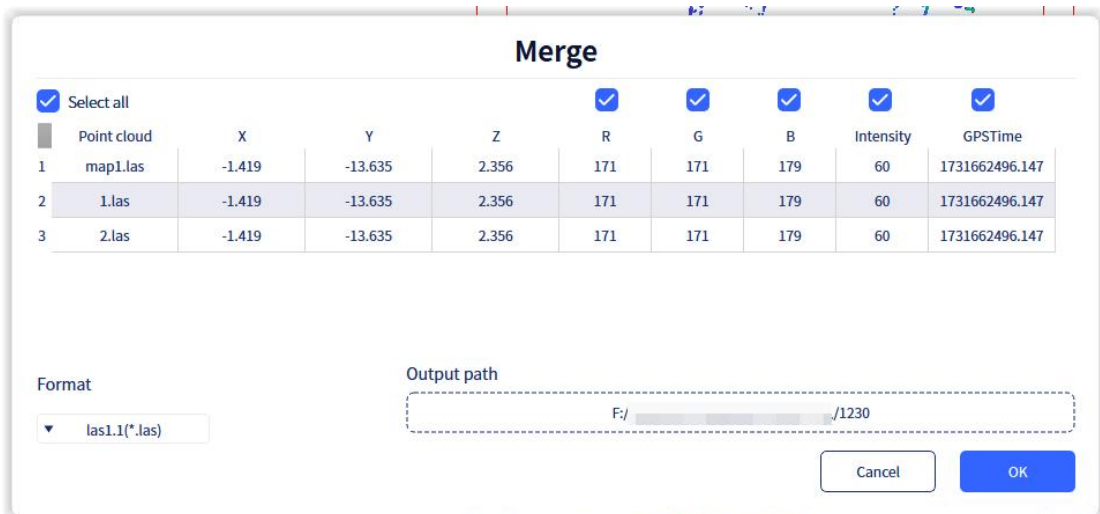 Merge
Select all
Point cloud X Y Z R G B Intensity GPSTime
1 map1.las -1.419 -13.635 2.356 171 171 179 60 1731662496.147
2 1.las -1.419 -13.635 2.356 171 171 179 60 1731662496.147
3 2.las -1.419 -13.635 2.356 171 171 179 60 1731662496.147
Format
Output path
las1.1(*.las)
F:/ ./1230
Cancel OK